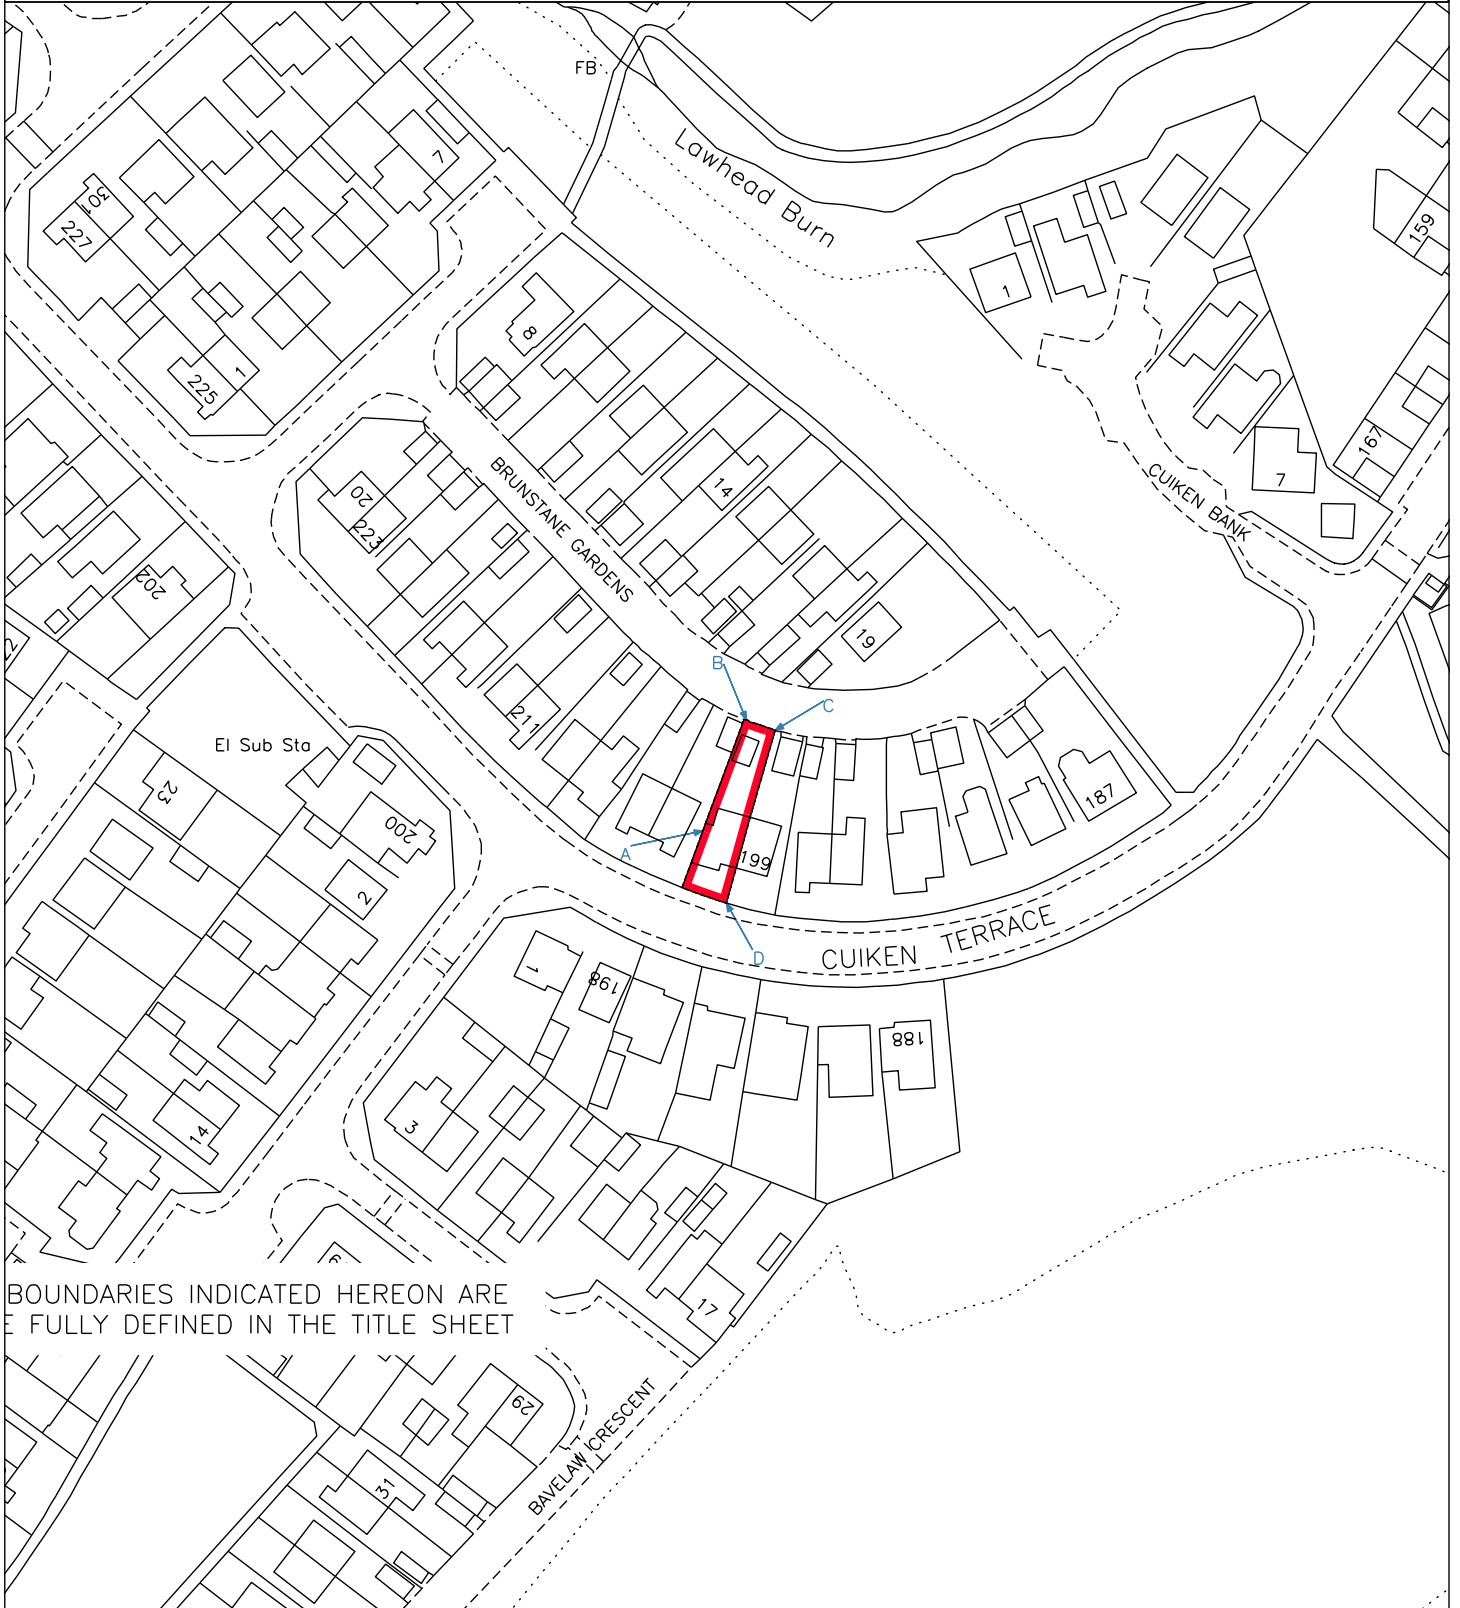 FB
Lawhead Burn
7
301
227
159
1
8
225
1
14
167
7
CUIKEN BANK
BRUNSTANE GARDENS
20
223
202
19
2
B
C
211
El Sub Sta
23
200
187
A
199
2
D
CUIKEN TERRACE
1
198
188
3
14
9
17
BOUNDARIES INDICATED HEREON ARE
E FULLY DEFINED IN THE TITLE SHEET
29
BAVELAW CRESCENT
31